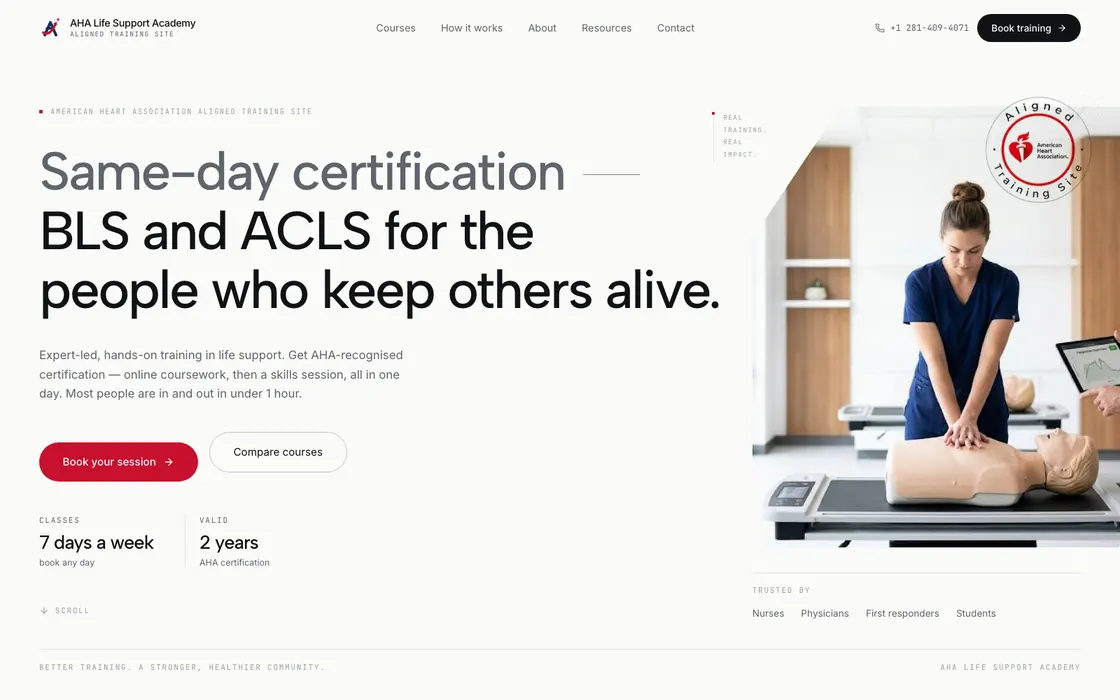 AHA Life Support Academy
ALIGNED TRAINING SITE
Courses
How it works
About
Resources
Contact
+1 281-409-4071
Book training →
AMERICAN HEART ASSOCIATION ALIGNED TRAINING SITE
Same-day certification
BLS and ACLS for the
people who keep others alive.
Expert-led, hands-on training in life support. Get AHA-recognised
certification — online coursework, then a skills session, all in one
day. Most people are in and out in under 1 hour.
Book your session →
Compare courses
CLASSES
7 days a week
book any day
VALID
2 years
AHA certification
↓ SCROLL
REAL
TRAINING.
REAL
IMPACT.
Aligned
American
Heart
Association.
Training Site
TRUSTED BY
Nurses
Physicians
First responders
Students
BETTER TRAINING. A STRONGER, HEALTHIER COMMUNITY.
AHA LIFE SUPPORT ACADEMY